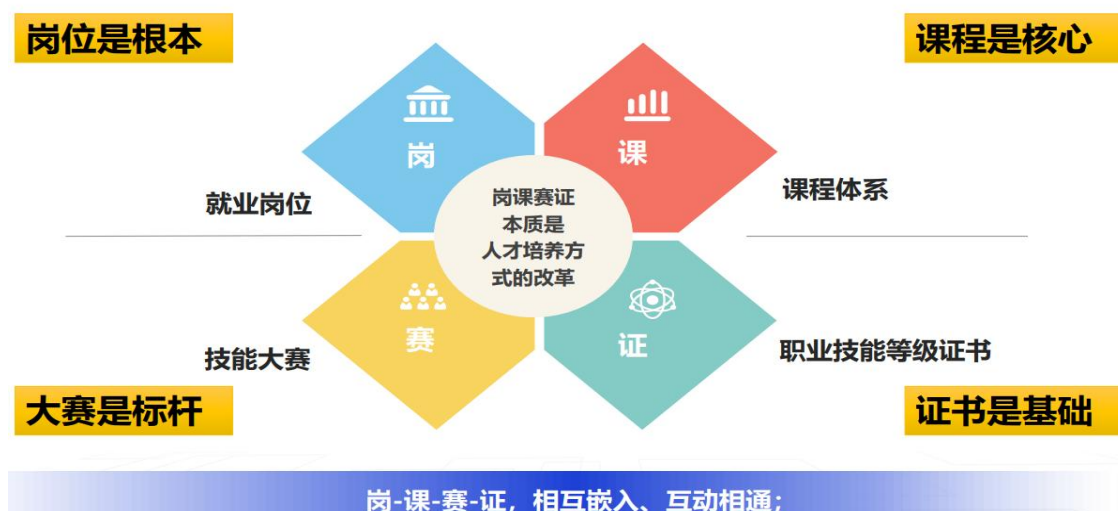 岗位是根本
课程是核心
岗
课
就业岗位
课程体系
岗课赛证
本质是
人才培养方
式的改革
赛
证
技能大赛
职业技能等级证书
大赛是标杆
证书是基础
岗-课-赛-证，相互嵌入、互动相通；